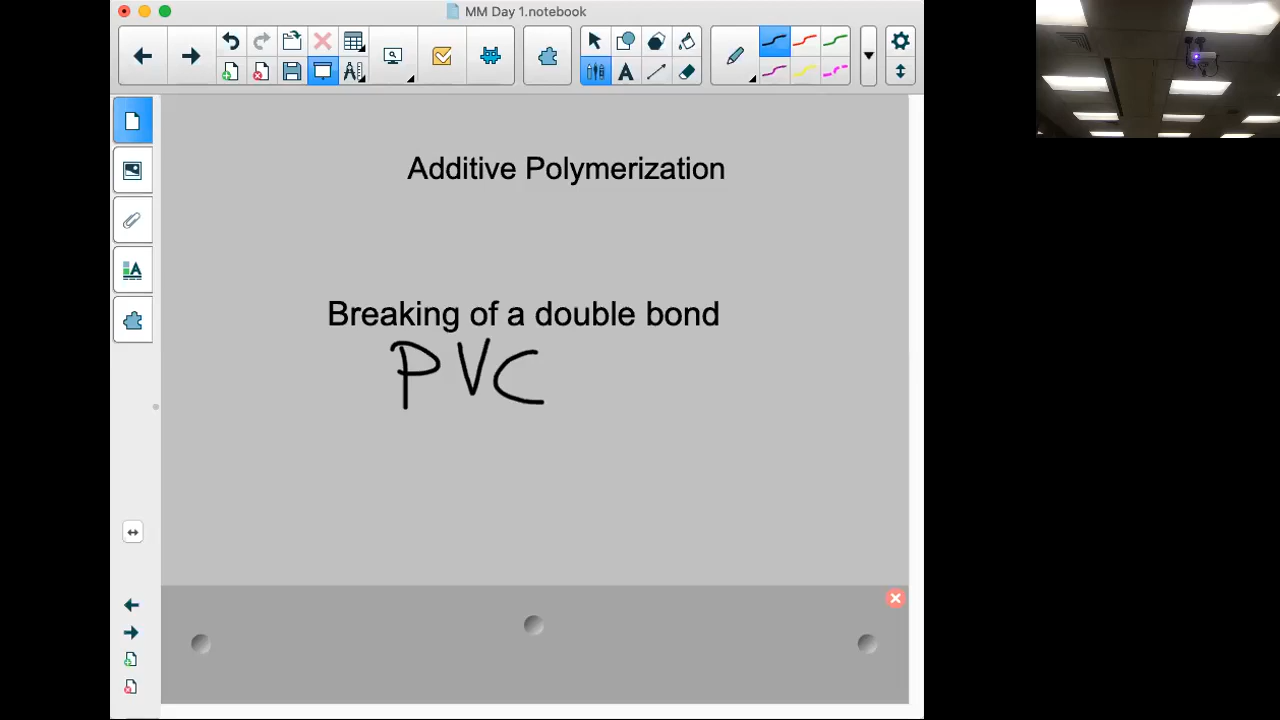 MM Day 1.notebook
Additive Polymerization
Breaking of a double bond
PVC